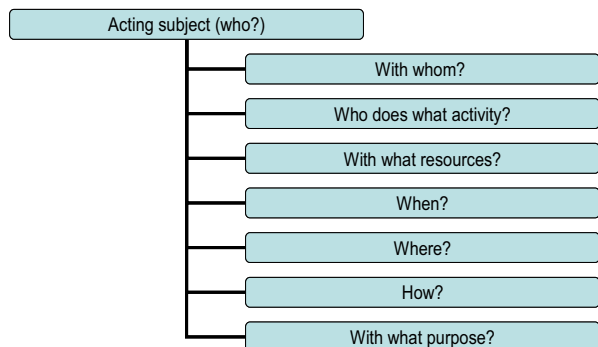 Acting subject (who?)
With whom?
Who does what activity?
With what resources?
When?
Where?
How?
With what purpose?